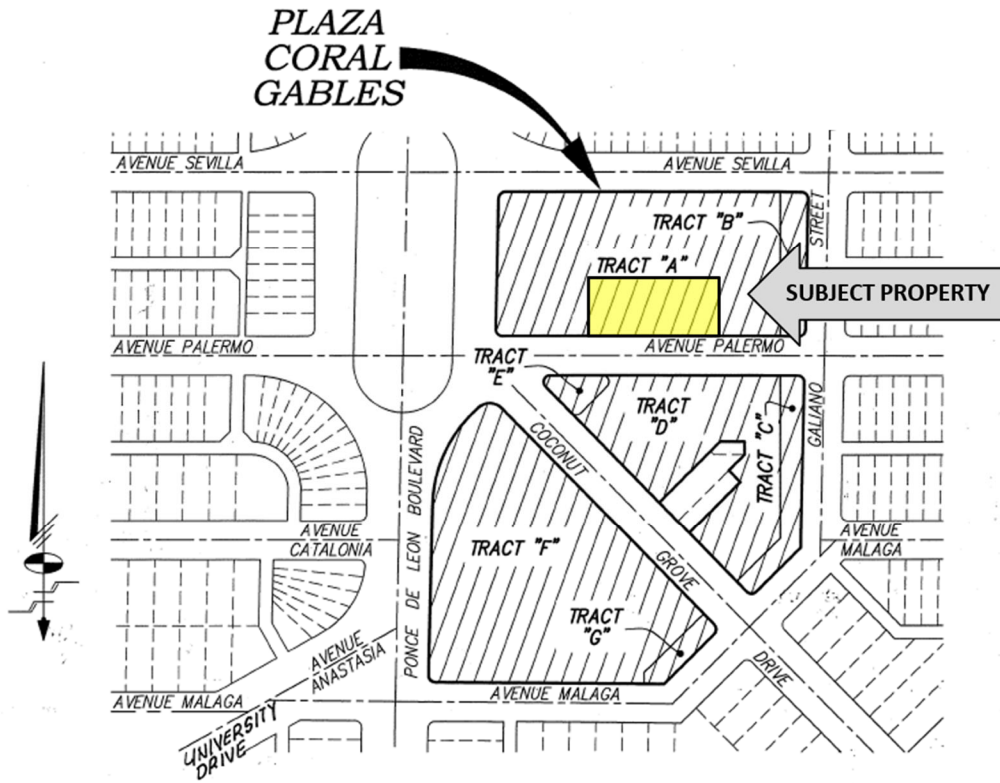 PLAZA
CORAL
GABLES
AVENUE SEVILLA
AVENUE SEVILLA
STREET
TRACT "B"
TRACT "A"
SUBJECT PROPERTY
AVENUE PALERMO
AVENUE PALERMO
TRACT
"E"
TRACT
"D"
TRACT "C"
GALIANO
COCONUT
GROVE
DRIVE
PONCE DE LEON BOULEVARD
AVENUE
CATALONIA
AVENUE
MALAGA
TRACT "F"
TRACT
"G"
AVENUE
ANASTASIA
AVENUE MALAGA
AVENUE MALAGA
UNIVERSITY
DRIVE